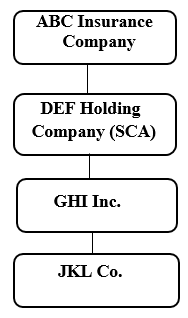 ABC Insurance
Company
DEF Holding
Company (SCA)
GHI Inc.
JKL Co.